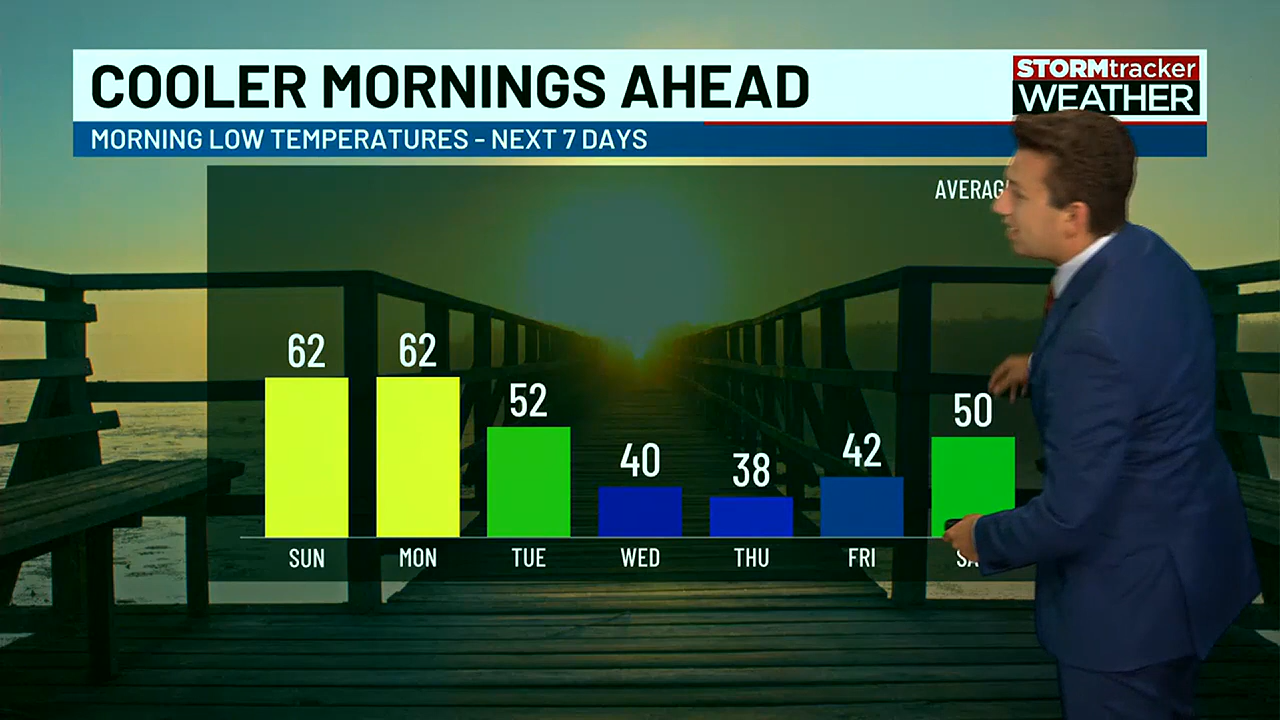 COOLER MORNINGS AHEAD
STORMtracker
WEATHER
MORNING LOW TEMPERATURES - NEXT 7 DAYS
62
62
52
40
38
42
50
SUN
MON
TUE
WED
THU
FRI